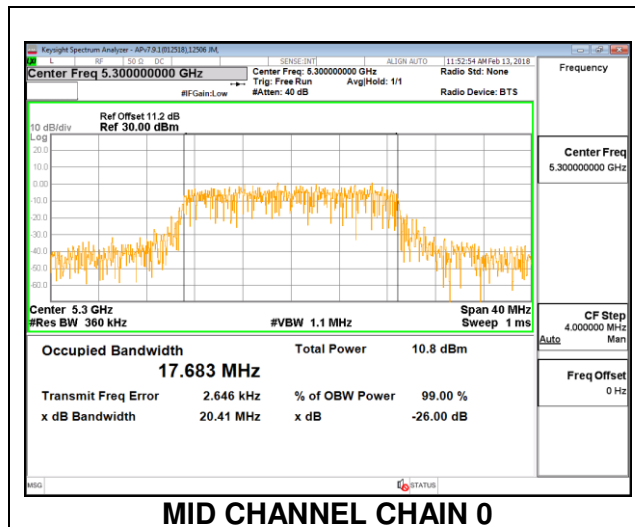 Keysight Spectrum Analyzer - APv7.9.1(012518),12506 JM,
L RF 50 Ω DC SENSE:INT ALIGN AUTO 11:52:54 AM Feb 13, 2018
Center Freq 5.300000000 GHz
Center Freq: 5.300000000 GHz Radio Std: None
Trig: Free Run Avg|Hold: 1/1
#IFGain:Low #Atten: 40 dB Radio Device: BTS
Frequency
Ref Offset 11.2 dB
10 dB/div Ref 30.00 dBm
Log
20.0
10.0
0.00
-10.0
-20.0
-30.0
-40.0
-50.0
-60.0
Center Freq
5.300000000 GHz
Center 5.3 GHz Span 40 MHz
#Res BW 360 kHz #VBW 1.1 MHz Sweep 1 ms
CF Step
4.000000 MHz
Auto Man
Occupied Bandwidth Total Power 10.8 dBm
17.683 MHz
Transmit Freq Error 2.646 kHz % of OBW Power 99.00 %
x dB Bandwidth 20.41 MHz x dB -26.00 dB
Freq Offset
0 Hz
MSG STATUS
MID CHANNEL CHAIN 0